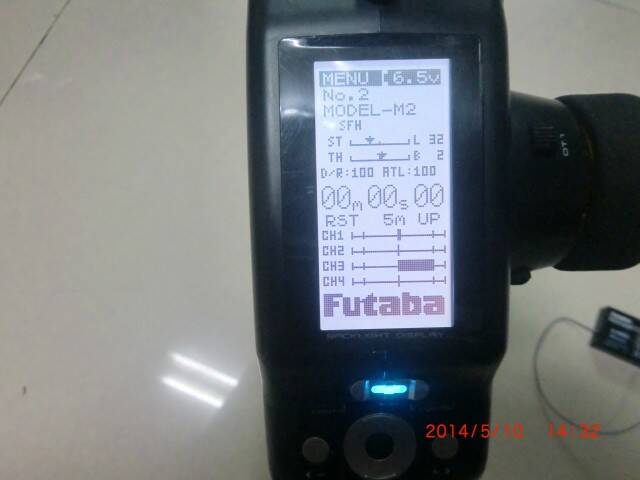 MENU 6.5v
No.2
MODEL-M2
SFH
ST L 32
TH B 2
D/R:100 ATL:100
00m00s00
RST 5m UP
CH1
CH2
CH3
CH4
Futaba
BACKLIGHT DISPLAY
DT1
2014/5/10 14:32